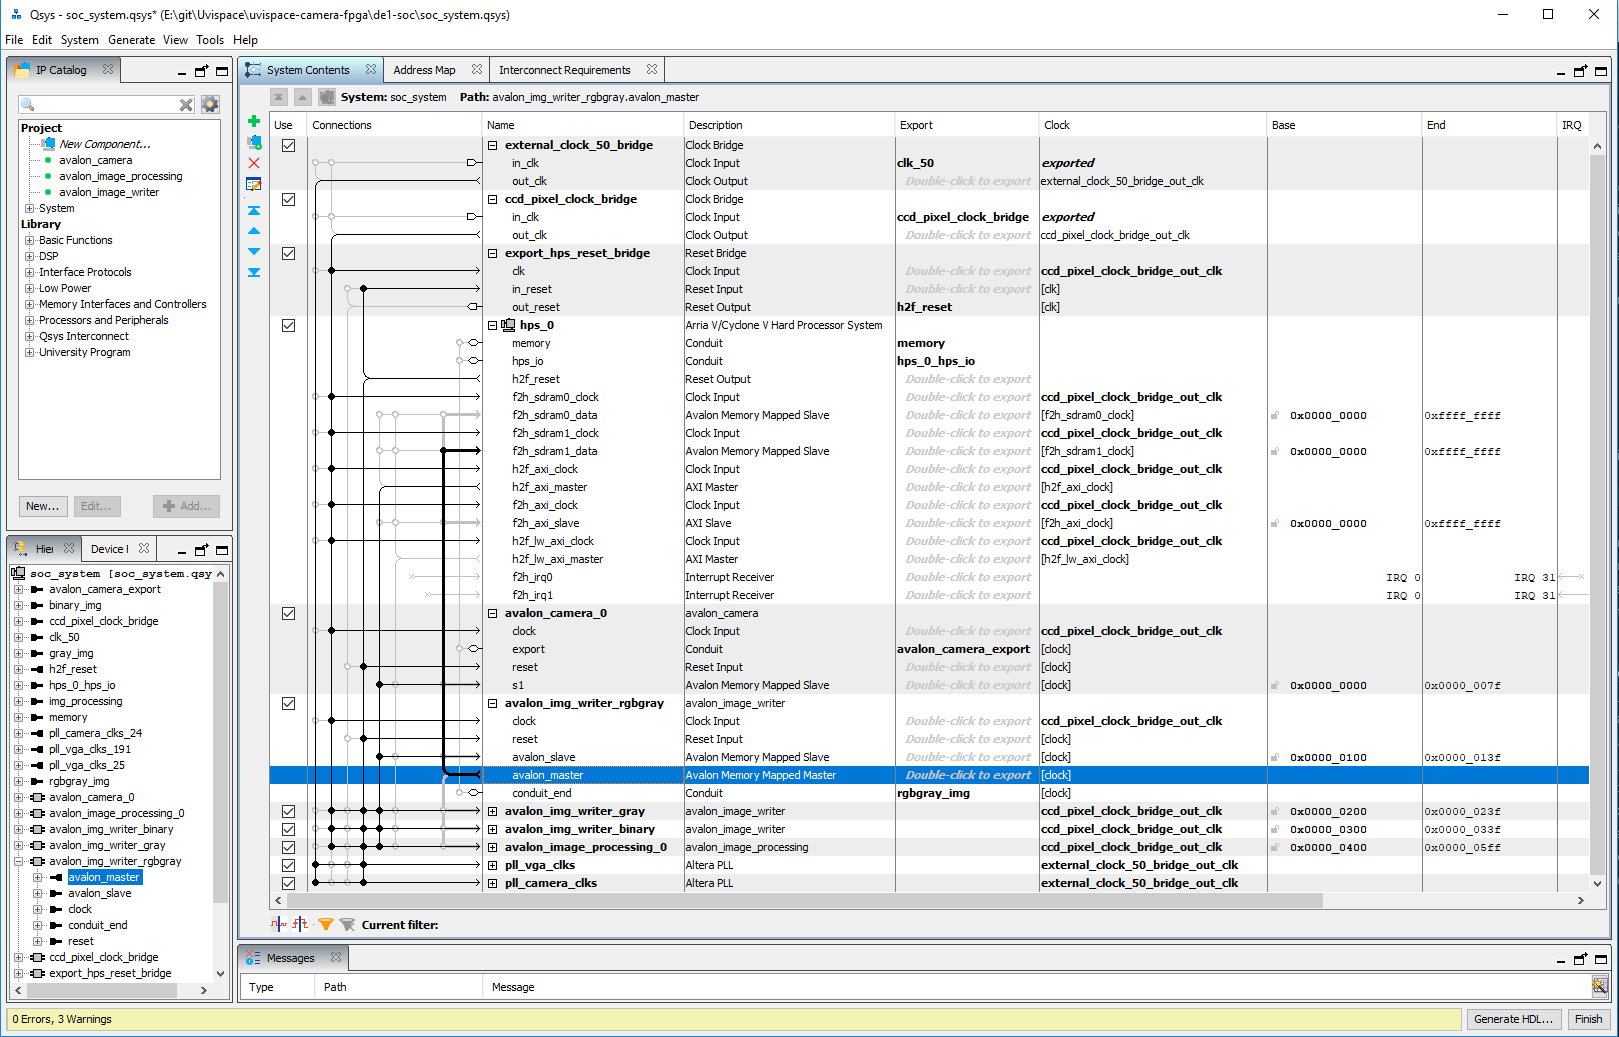 Qsys - soc_system.qsys* (E:\git\Uvispace\uvispace-camera-fpga\de1-soc\soc_system.qsys)
File Edit System Generate View Tools Help
IP Catalog
Project
New Component...
avalon_camera
avalon_image_processing
avalon_image_writer
System
Library
Basic Functions
DSP
Interface Protocols
Low Power
Memory Interfaces and Controllers
Processors and Peripherals
Qsys Interconnect
University Program
New... Edit... Add...
Hier Device I
soc_system [soc_system.qsy
avalon_camera_export
binary_img
ccd_pixel_clock_bridge
clk_50
gray_img
h2f_reset
hps_0_hps_io
img_processing
memory
pll_camera_clks_24
pll_vga_clks_191
pll_vga_clks_25
rgbgray_img
avalon_camera_0
avalon_image_processing_0
avalon_img_writer_binary
avalon_img_writer_gray
avalon_img_writer_rgbgray
avalon_master
avalon_slave
clock
conduit_end
reset
ccd_pixel_clock_bridge
export_hps_reset_bridge
System Contents Address Map Interconnect Requirements
System: soc_system Path: avalon_img_writer_rgbgray.avalon_master
Use Connections Name Description Export Clock Base End IRQ
external_clock_50_bridge Clock Bridge
in_clk Clock Input clk_50 exported
out_clk Clock Output Double-click to export external_clock_50_bridge_out_clk
ccd_pixel_clock_bridge Clock Bridge
in_clk Clock Input ccd_pixel_clock_bridge exported
out_clk Clock Output Double-click to export ccd_pixel_clock_bridge_out_clk
export_hps_reset_bridge Reset Bridge
clk Clock Input Double-click to export ccd_pixel_clock_bridge_out_clk
in_reset Reset Input Double-click to export [clk]
out_reset Reset Output h2f_reset [clk]
hps_0 Arria V/Cyclone V Hard Processor System
memory Conduit memory
hps_io Conduit hps_0_hps_io
h2f_reset Reset Output Double-click to export
f2h_sdram0_clock Clock Input Double-click to export ccd_pixel_clock_bridge_out_clk
f2h_sdram0_data Avalon Memory Mapped Slave Double-click to export [f2h_sdram0_clock] 0x0000_0000 0xffff_ffff
f2h_sdram1_clock Clock Input Double-click to export ccd_pixel_clock_bridge_out_clk
f2h_sdram1_data Avalon Memory Mapped Slave Double-click to export [f2h_sdram1_clock] 0x0000_0000 0xffff_ffff
h2f_axi_clock Clock Input Double-click to export ccd_pixel_clock_bridge_out_clk
h2f_axi_master AXI Master Double-click to export [h2f_axi_clock]
f2h_axi_clock Clock Input Double-click to export ccd_pixel_clock_bridge_out_clk
f2h_axi_slave AXI Slave Double-click to export [f2h_axi_clock] 0x0000_0000 0xffff_ffff
h2f_lw_axi_clock Clock Input Double-click to export ccd_pixel_clock_bridge_out_clk
h2f_lw_axi_master AXI Master Double-click to export [h2f_lw_axi_clock]
f2h_irq0 Interrupt Receiver Double-click to export IRQ 0 IRQ 31
f2h_irq1 Interrupt Receiver Double-click to export IRQ 0 IRQ 31
avalon_camera_0 avalon_camera
clock Clock Input Double-click to export ccd_pixel_clock_bridge_out_clk
export Conduit avalon_camera_export [clock]
reset Reset Input Double-click to export [clock]
s1 Avalon Memory Mapped Slave Double-click to export [clock] 0x0000_0000 0x0000_007f
avalon_img_writer_rgbgray avalon_image_writer
clock Clock Input Double-click to export ccd_pixel_clock_bridge_out_clk
reset Reset Input Double-click to export [clock]
avalon_slave Avalon Memory Mapped Slave Double-click to export [clock] 0x0000_0100 0x0000_013f
avalon_master Avalon Memory Mapped Master Double-click to export [clock]
conduit_end Conduit rgbgray_img [clock]
avalon_img_writer_gray avalon_image_writer ccd_pixel_clock_bridge_out_clk 0x0000_0200 0x0000_023f
avalon_img_writer_binary avalon_image_writer ccd_pixel_clock_bridge_out_clk 0x0000_0300 0x0000_033f
avalon_image_processing_0 avalon_image_processing ccd_pixel_clock_bridge_out_clk 0x0000_0400 0x0000_05ff
pll_vga_clks Altera PLL external_clock_50_bridge_out_clk
pll_camera_clks Altera PLL external_clock_50_bridge_out_clk
Current filter:
Messages
Type Path Message
0 Errors, 3 Warnings
Generate HDL... Finish